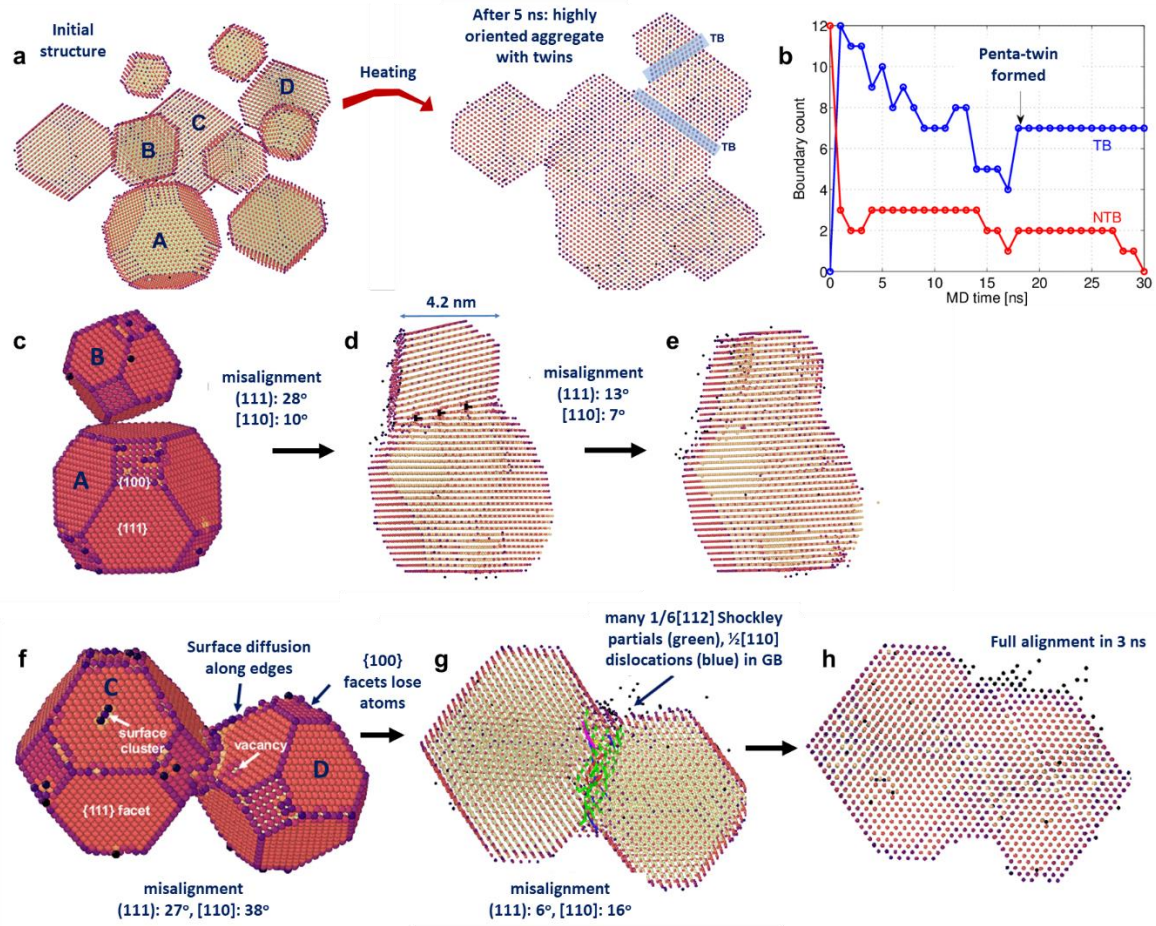 a
Initial
structure
D
C
B
A
Heating
After 5 ns: highly
oriented aggregate
with twins
TB
TB
b
12
10
8
6
4
2
0
Boundary count
Penta-twin
formed
TB
NTB
0 5 10 15 20 25 30
MD time [ns]
c
B
A
{100}
{111}
misalignment
(111): 28°
[110]: 10°
d
4.2 nm
misalignment
(111): 13°
[110]: 7°
e
f
C
surface
cluster
{111} facet
Surface diffusion
along edges
vacancy
D
{100}
facets lose
atoms
misalignment
(111): 27°, [110]: 38°
g
many 1/6[112] Shockley
partials (green), ½[110]
dislocations (blue) in GB
misalignment
(111): 6°, [110]: 16°
h
Full alignment in 3 ns